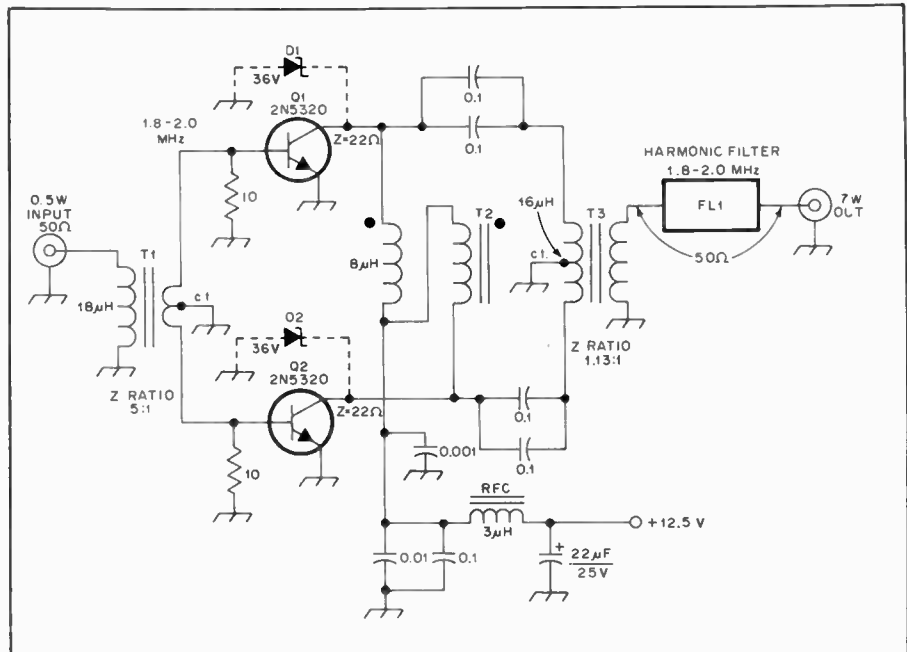 D1
36V
Q1
2N5320
Z=22Ω
1.8-2.0
MHz
10
0.1
0.1
HARMONIC FILTER
1.8-2.0 MHz
FL1
7W
OUT
50Ω
0.5W
INPUT
50Ω
T1
18µH
c.t.
Z RATIO
5:1
8µH
T2
16µH
c.t.
T3
Z RATIO
1.13:1
D2
36V
Q2
2N5320
Z=22Ω
10
0.1
0.1
0.001
RFC
3µH
+12.5 V
0.01
0.1
+
22µF
25V